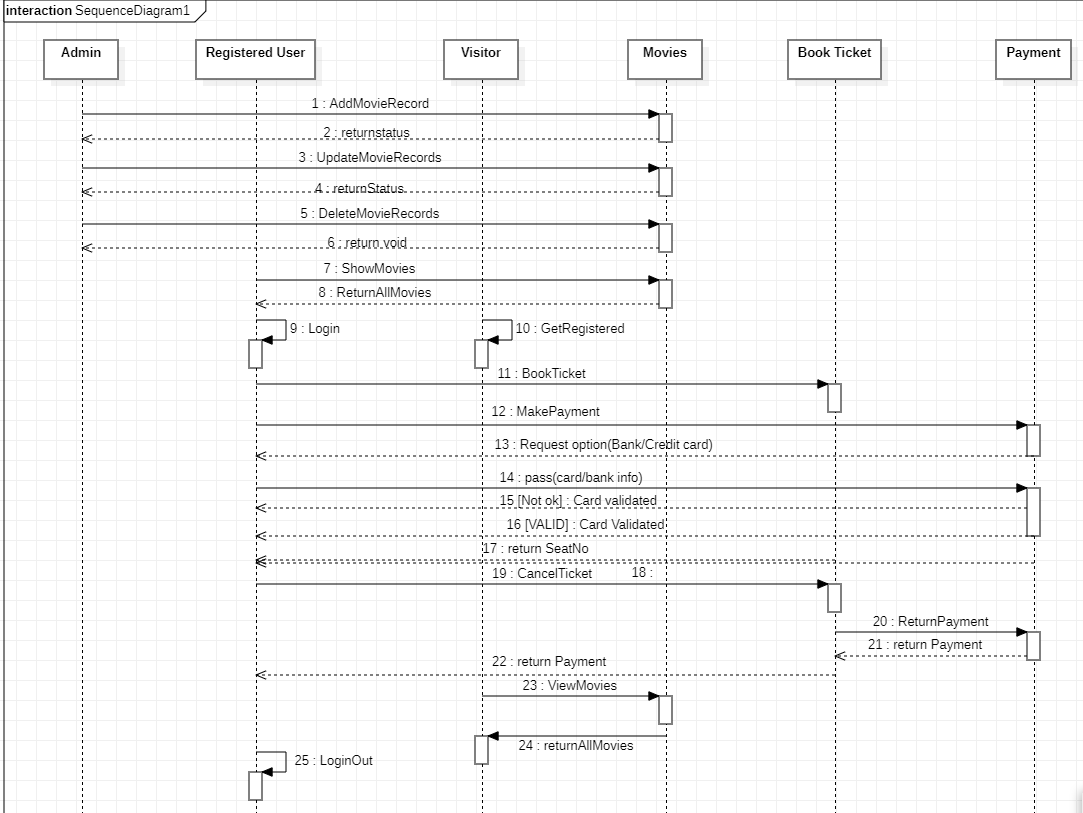 interaction SequenceDiagram1
Admin
Registered User
Visitor
Movies
Book Ticket
Payment
1 : AddMovieRecord
2 : returnstatus
3 : UpdateMovieRecords
4 : returnStatus
5 : DeleteMovieRecords
6 : return void
7 : ShowMovies
8 : ReturnAllMovies
9 : Login
10 : GetRegistered
11 : BookTicket
12 : MakePayment
13 : Request option(Bank/Credit card)
14 : pass(card/bank info)
15 [Not ok] : Card validated
16 [VALID] : Card Validated
17 : return SeatNo
19 : CancelTicket
18 :
20 : ReturnPayment
21 : return Payment
22 : return Payment
23 : ViewMovies
24 : returnAllMovies
25 : LoginOut